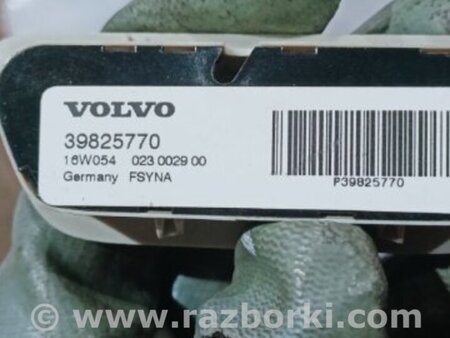 VOLVO
39825770
16W054 023 0029 00
Germany FSYNA
P39825770
© www.razborki.com